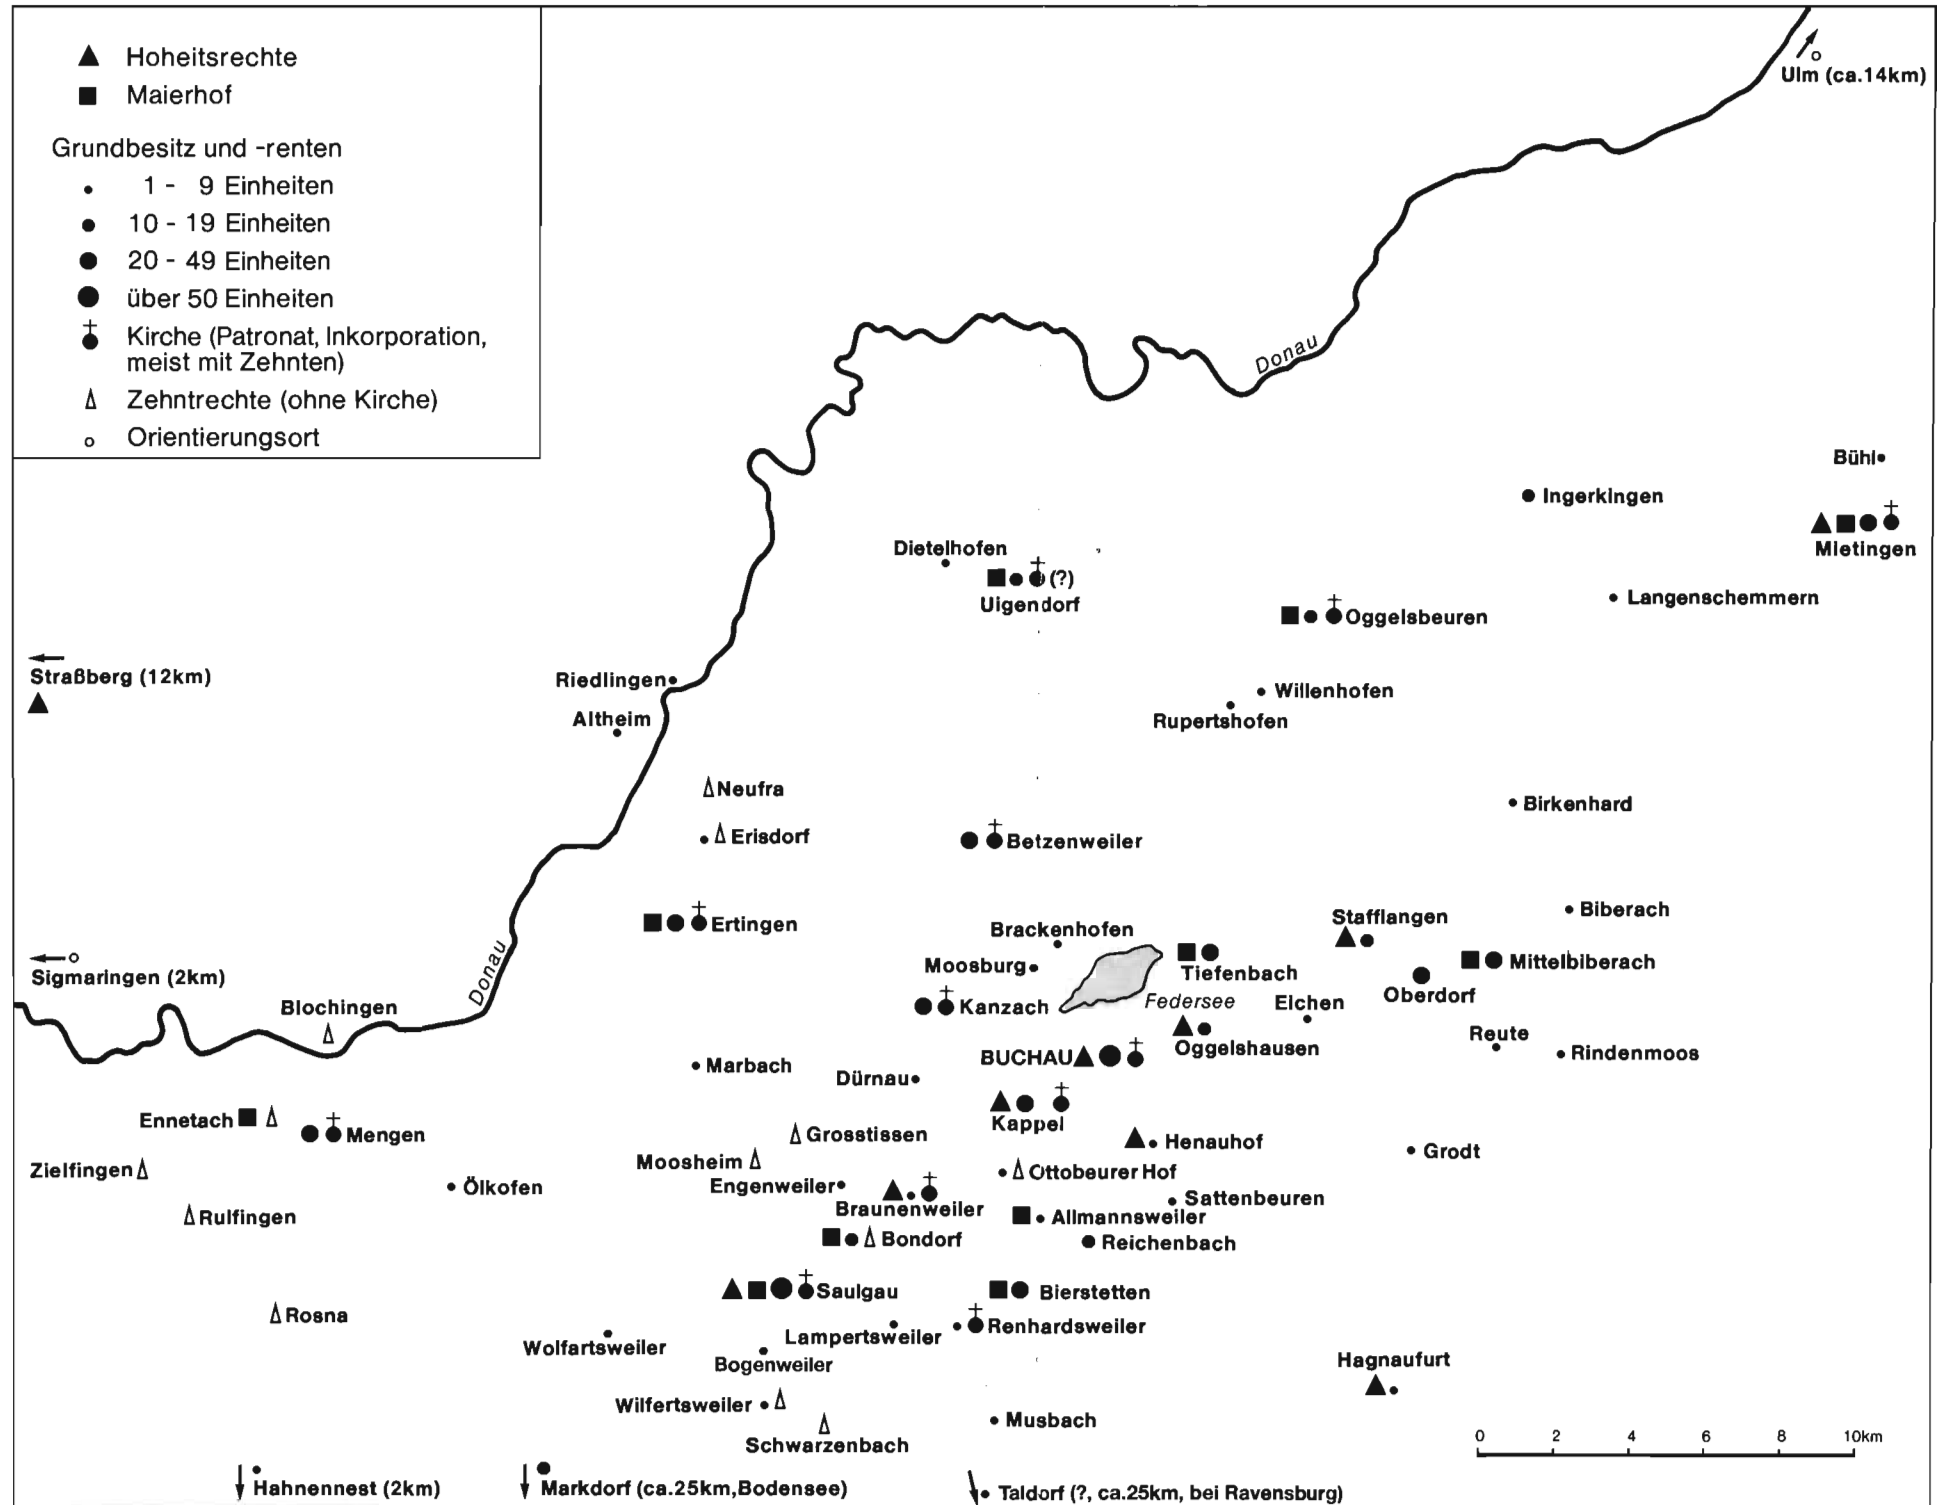 Hoheitsrechte
Maierhof
Grundbesitz und -renten
1 - 9 Einheiten
10 - 19 Einheiten
20 - 49 Einheiten
über 50 Einheiten
Kirche (Patronat, Inkorporation,
meist mit Zehnten)
Zehntrechte (ohne Kirche)
Orientierungsort
Ulm (ca.14km)
Donau
Bühl
Ingerkingen
Mietingen
Dietelhofen
(?)
Uigendorf
Langenschemmern
Oggelsbeuren
Straßberg (12km)
Riedlingen
Willenhofen
Altheim
Rupertshofen
Neufra
Birkenhard
Erisdorf
Betzenweiler
Biberach
Stafflangen
Ertingen
Brackenhofen
Mittelbiberach
Moosburg
Tiefenbach
Sigmaringen (2km)
Donau
Oberdorf
Federsee
Eichen
Blochingen
Kanzach
Reute
Oggelshausen
Rindenmoos
BUCHAU
Marbach
Dürnau
Ennetach
Kappel
Mengen
Grosstissen
Henauhof
Grodt
Moosheim
Zielfingen
Ottobeurer Hof
Ölkofen
Engenweiler
Sattenbeuren
Braunenweiler
Rulfingen
Allmannsweiler
Bondorf
Reichenbach
Saulgau
Bierstetten
Rosna
Renhardsweiler
Lampertsweiler
Wolfartsweiler
Bogenweiler
Hagnaufurt
Wilfertsweiler
Musbach
Schwarzenbach
0 2 4 6 8 10km
Hahnennest (2km)
Markdorf (ca.25km,Bodensee)
Taldorf (?, ca.25km, bei Ravensburg)